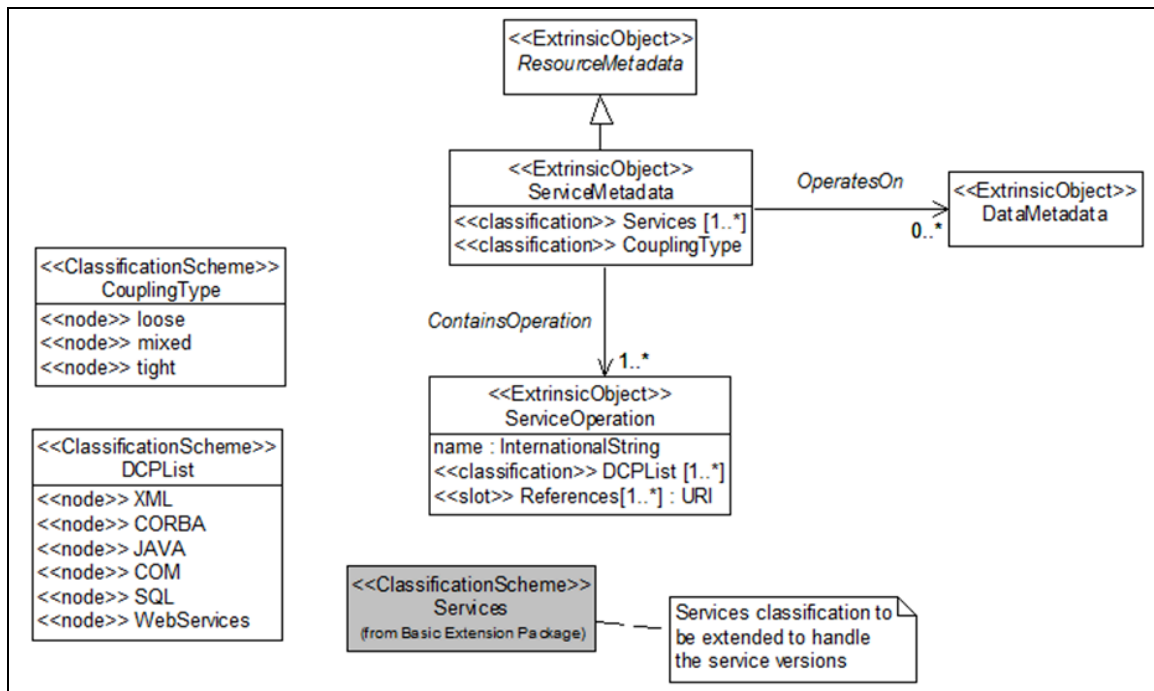 <<ExtrinsicObject>>
ResourceMetadata
<<ExtrinsicObject>>
ServiceMetadata
<<classification>> Services [1..*]
<<classification>> CouplingType
OperatesOn
0..*
<<ExtrinsicObject>>
DataMetadata
<<ClassificationScheme>>
CouplingType
<<node>> loose
<<node>> mixed
<<node>> tight
ContainsOperation
1..*
<<ExtrinsicObject>>
ServiceOperation
name : InternationalString
<<classification>> DCPList [1..*]
<<slot>> References[1..*] : URI
<<ClassificationScheme>>
DCPList
<<node>> XML
<<node>> CORBA
<<node>> JAVA
<<node>> COM
<<node>> SQL
<<node>> WebServices
<<ClassificationScheme>>
Services
(from Basic Extension Package)
Services classification to
be extended to handle
the service versions